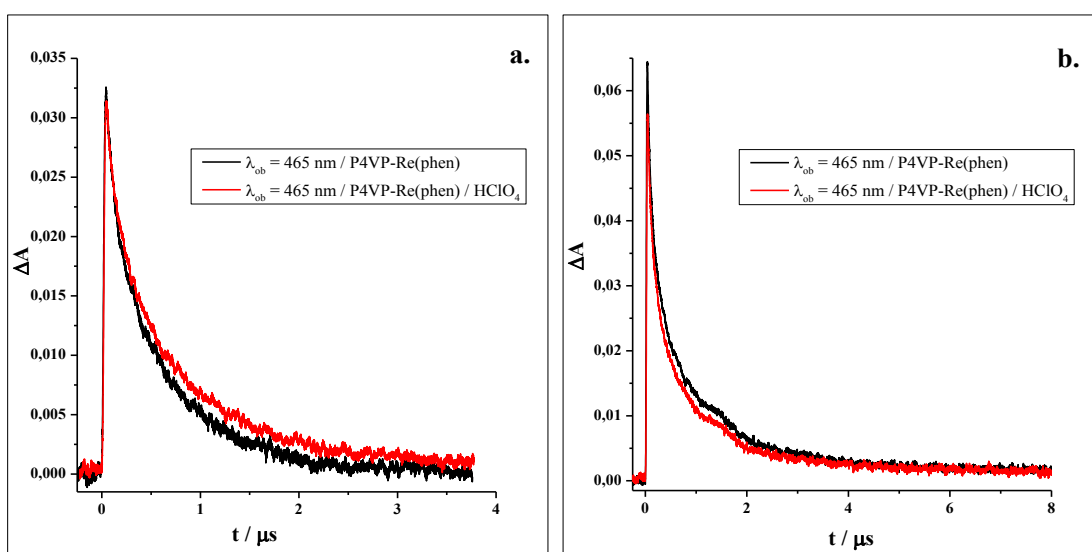 a.
0,035
0,030
0,025
0,020
0,015
0,010
0,005
0,000
ΔA
λob = 465 nm / P4VP-Re(phen)
λob = 465 nm / P4VP-Re(phen) / HClO4
0 1 2 3 4
t / μs
b.
0,06
0,05
0,04
0,03
0,02
0,01
0,00
ΔA
λob = 465 nm / P4VP-Re(phen)
λob = 465 nm / P4VP-Re(phen) / HClO4
0 2 4 6 8
t / μs